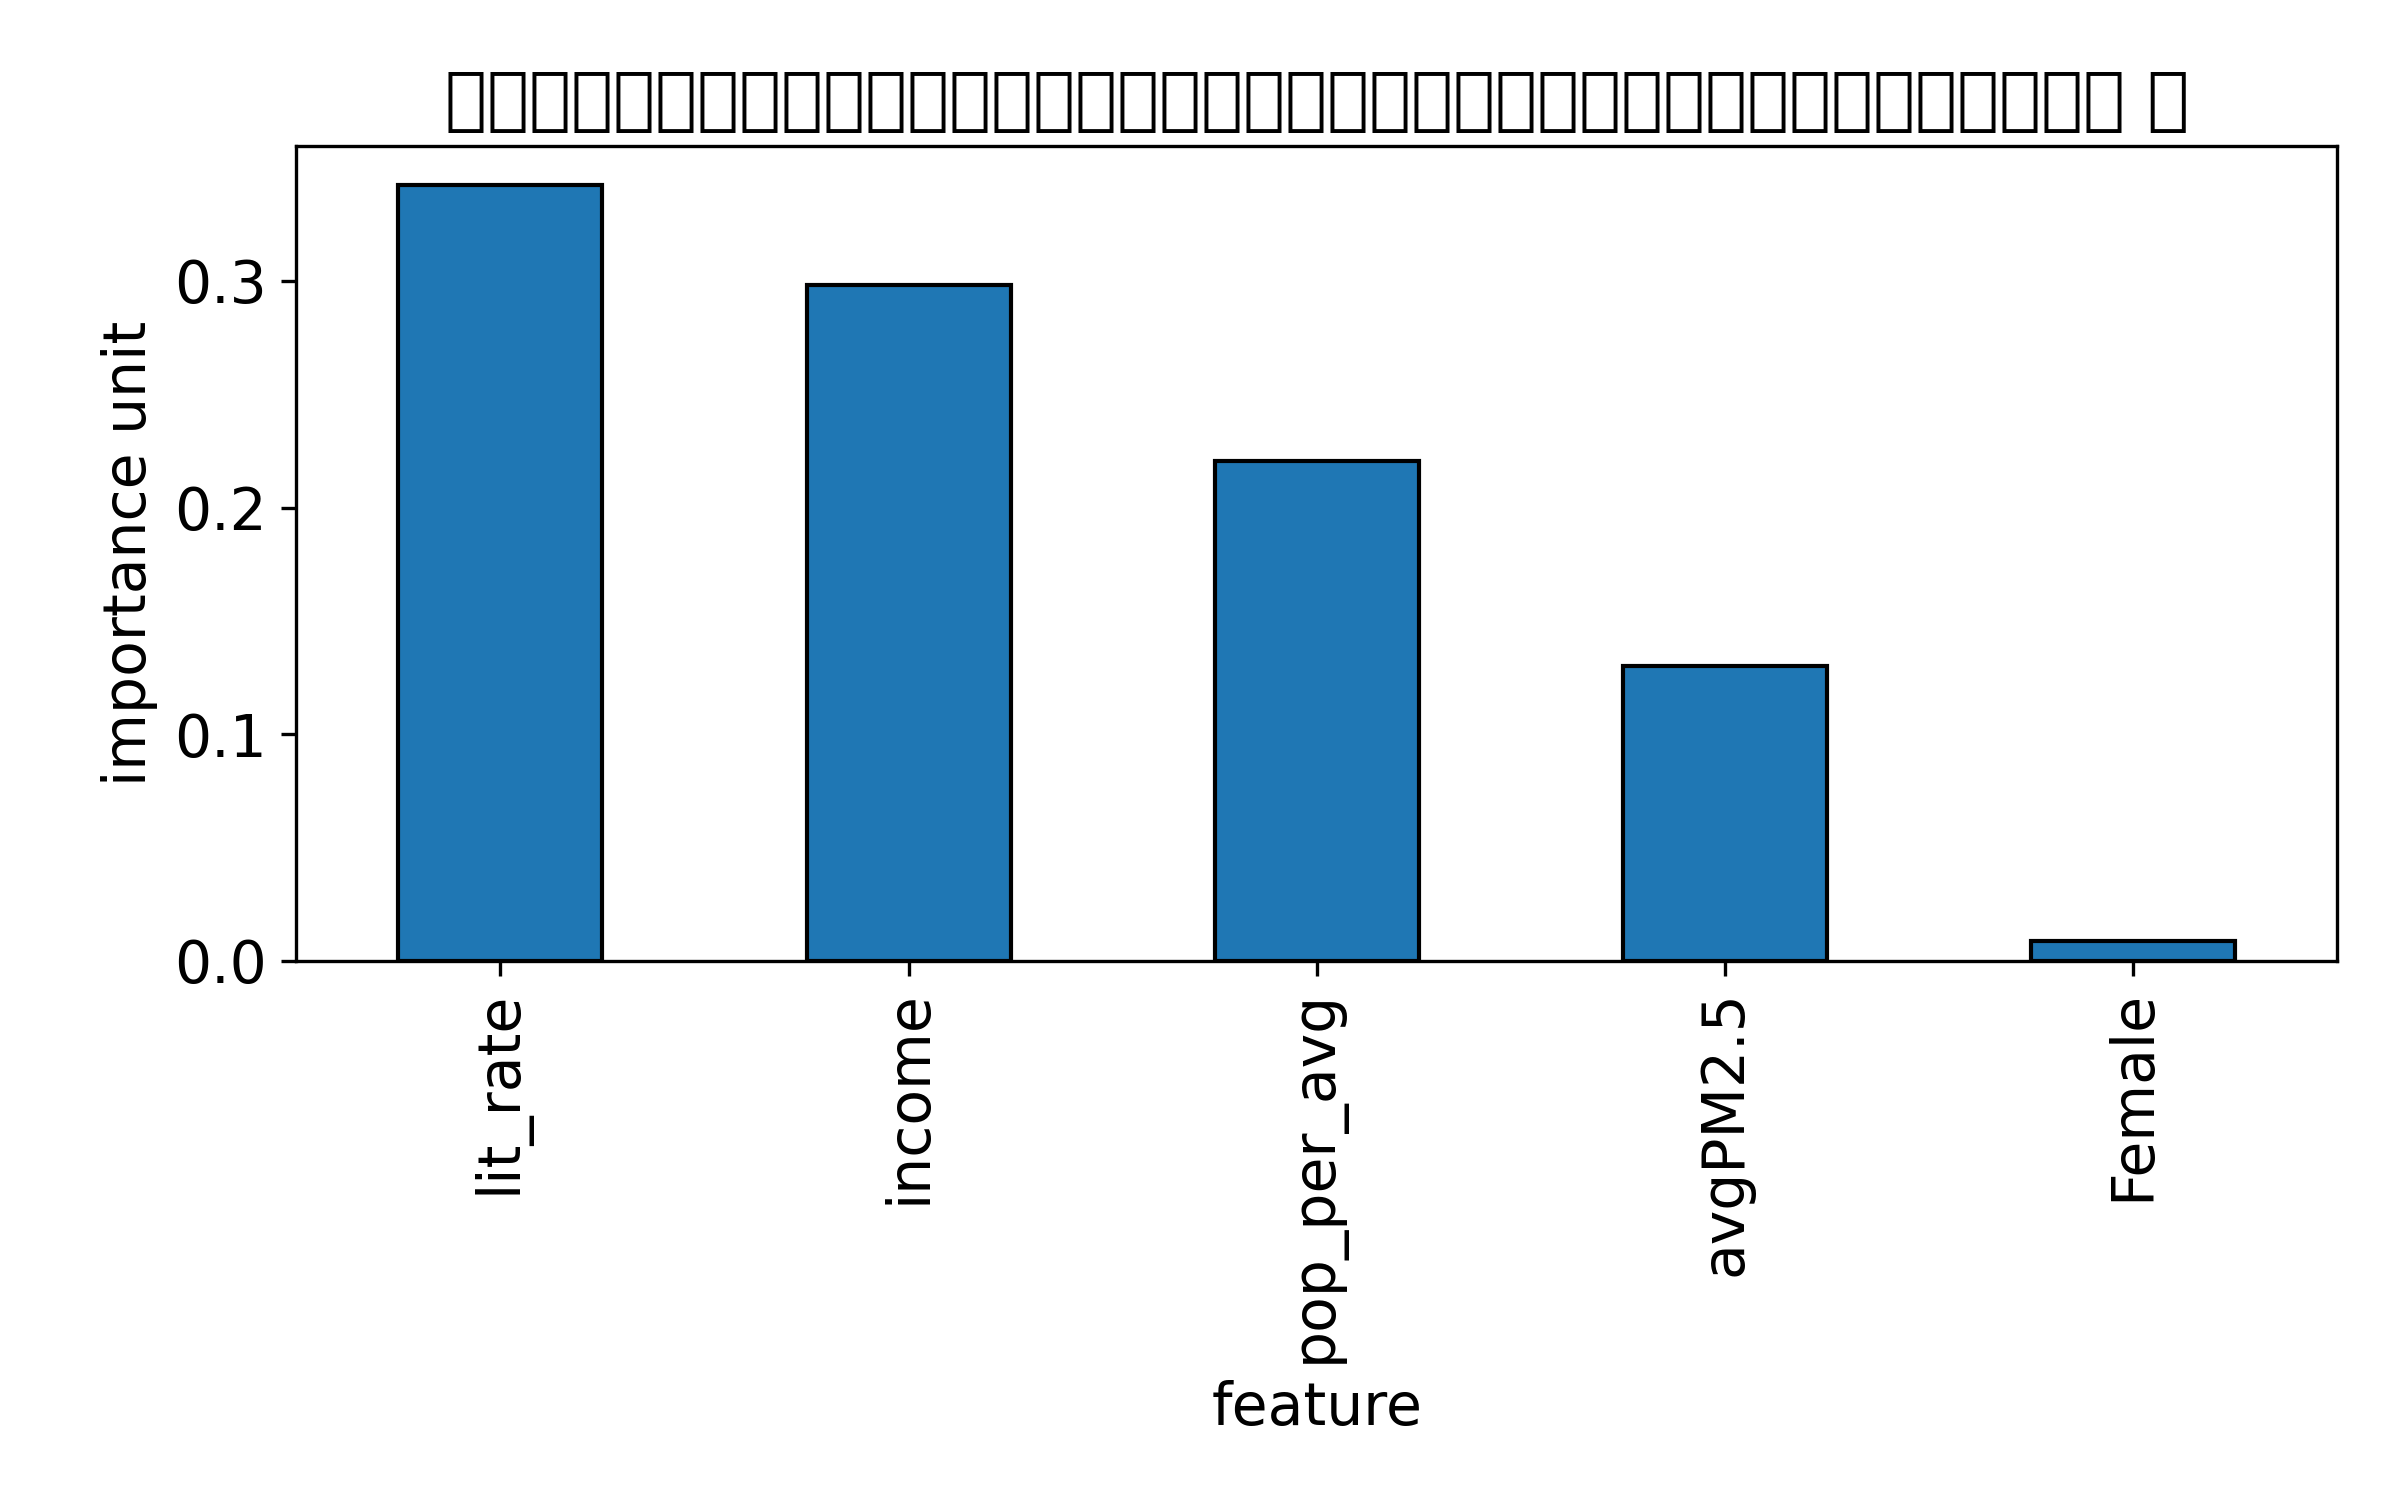 importance unit
0.3
0.2
0.1
0.0
lit_rate
income
pop_per_avg
avgPM2.5
Female
feature